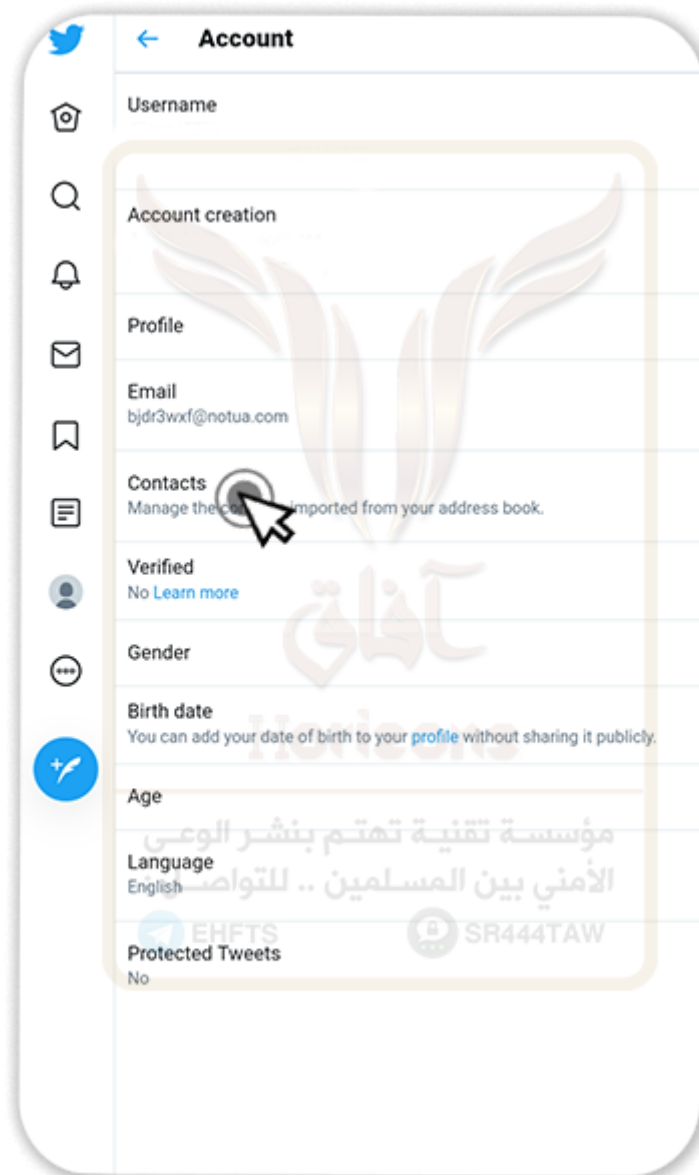 Account
Username
Account creation
Profile
Email
bjdr3wxf@notua.com
Contacts
Manage the imported from your address book.
Verified
No Learn more
آفاق
Gender
Birth date
Horisons
You can add your date of birth to your profile without sharing it publicly.
Age
مؤسسة تقنية تهتم بنشر الوعي
Language
الأمني بين المسلمين .. للتواصل
English
EHFTS
SR444TAW
Protected Tweets
No